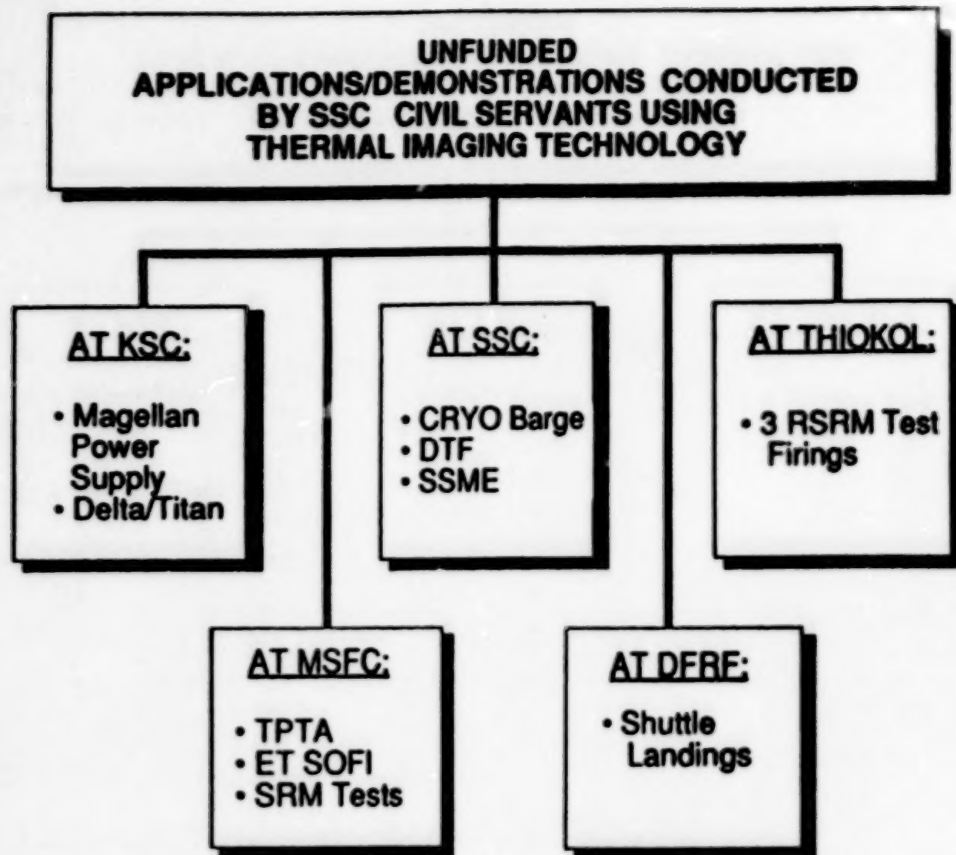 UNFUNDED
APPLICATIONS/DEMONSTRATIONS CONDUCTED
BY SSC CIVIL SERVANTS USING
THERMAL IMAGING TECHNOLOGY
AT KSC:
• Magellan
Power
Supply
• Delta/Titan
AT SSC:
• CRYO Barge
• DTF
• SSME
AT THIOKOL:
• 3 RSRM Test
Firings
AT MSFC:
• TPTA
• ET SOFI
• SRM Tests
AT DFRF:
• Shuttle
Landings